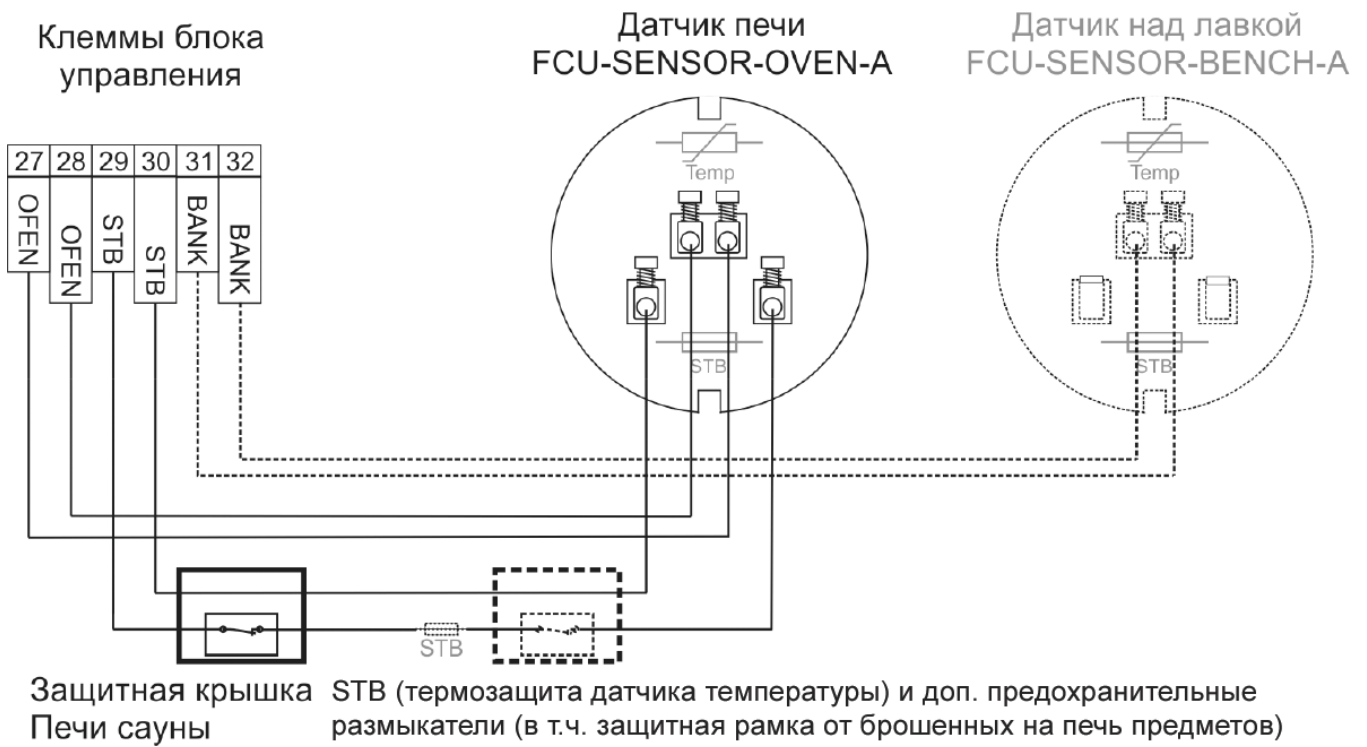 Клеммы блока
управления
Датчик печи
FCU-SENSOR-OVEN-A
Датчик над лавкой
FCU-SENSOR-BENCH-A
27 28 29 30 31 32
OFEN OFEN STB STB BANK BANK
Temp
STB
Temp
STB
STB
Защитная крышка
Печи сауны
STB (термозащита датчика температуры) и доп. предохранительные
размыкатели (в т.ч. защитная рамка от брошенных на печь предметов)